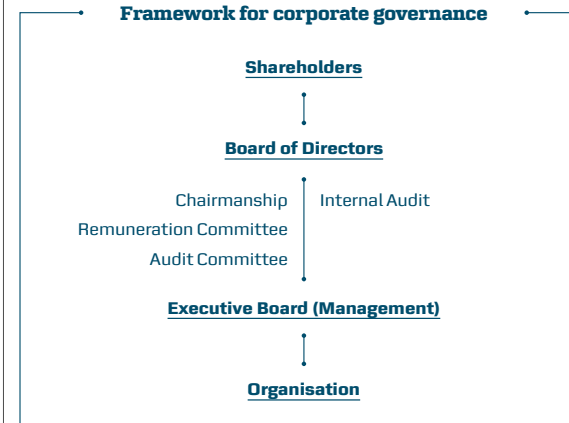 Framework for corporate governance
Shareholders
Board of Directors
Chairmanship
Internal Audit
Remuneration Committee
Audit Committee
Executive Board (Management)
Organisation